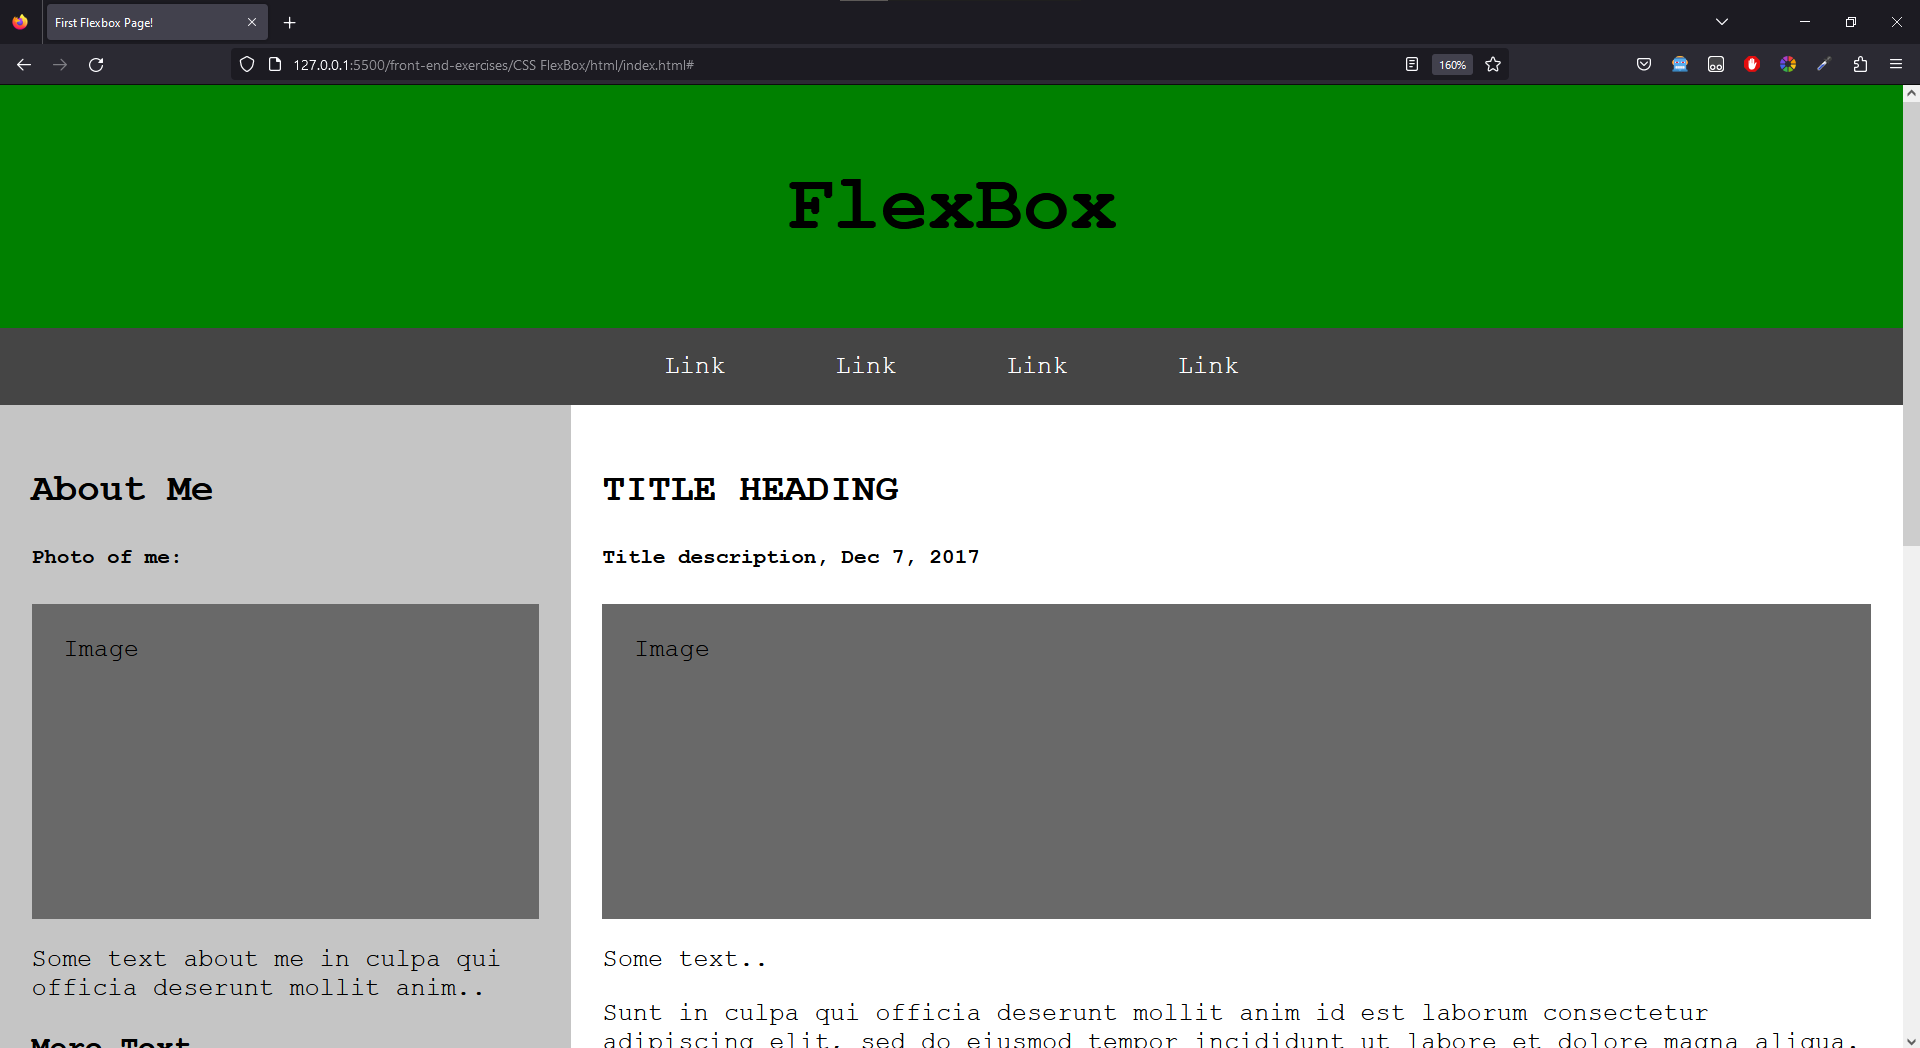 First Flexbox Page!
127.0.0.1:5500/front-end-exercises/CSS FlexBox/html/index.html#
160%
FlexBox
Link Link Link Link
About Me
Photo of me:
Image
Some text about me in culpa qui
officia deserunt mollit anim..
More Text
TITLE HEADING
Title description, Dec 7, 2017
Image
Some text..
Sunt in culpa qui officia deserunt mollit anim id est laborum consectetur
adipiscing elit, sed do eiusmod tempor incididunt ut labore et dolore magna aliqua.